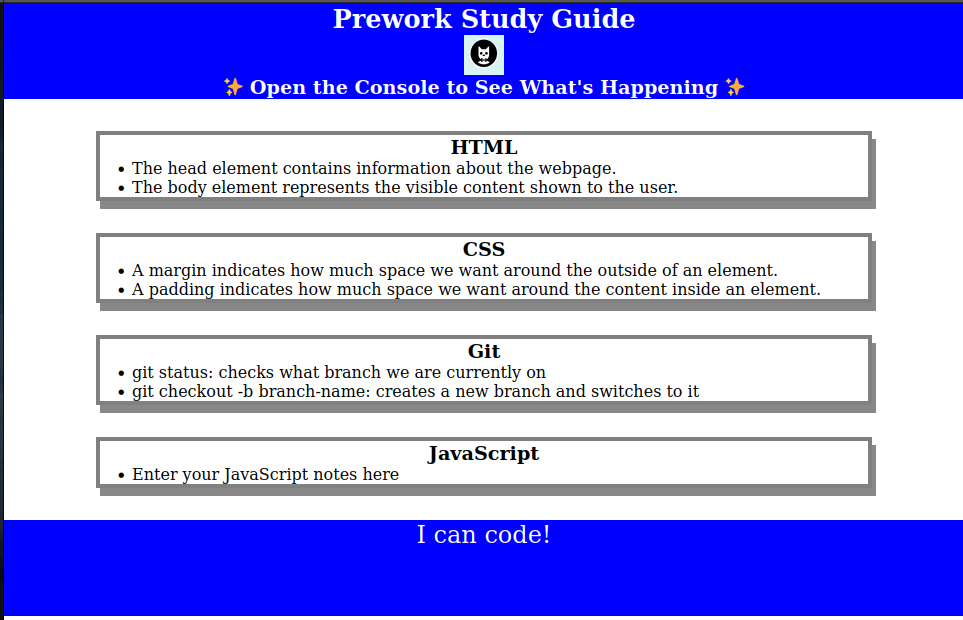 Prework Study Guide
✨ Open the Console to See What's Happening ✨
HTML
• The head element contains information about the webpage.
• The body element represents the visible content shown to the user.
CSS
• A margin indicates how much space we want around the outside of an element.
• A padding indicates how much space we want around the content inside an element.
Git
• git status: checks what branch we are currently on
• git checkout -b branch-name: creates a new branch and switches to it
JavaScript
• Enter your JavaScript notes here
I can code!